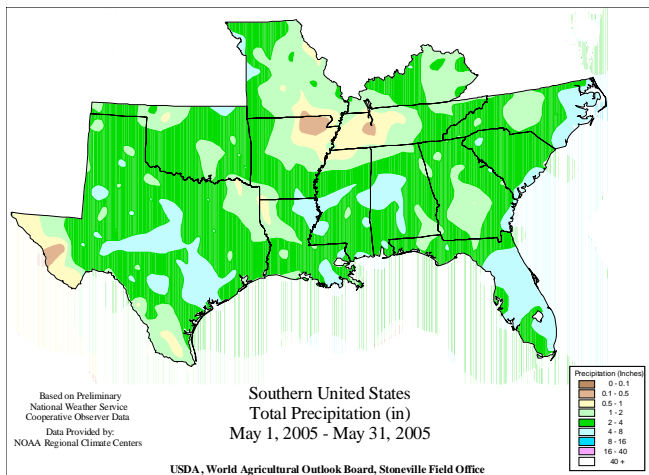 Based on Preliminary
National Weather Service
Cooperative Observer Data
Data Provided by:
NOAA Regional Climate Centers
Southern United States
Total Precipitation (in)
May 1, 2005 - May 31, 2005
USDA, World Agricultural Outlook Board, Stoneville Field Office
Precipitation (Inches)
0 - 0.1
0.1 - 0.5
0.5 - 1
1 - 2
2 - 4
4 - 8
8 - 16
16 - 40
40 +